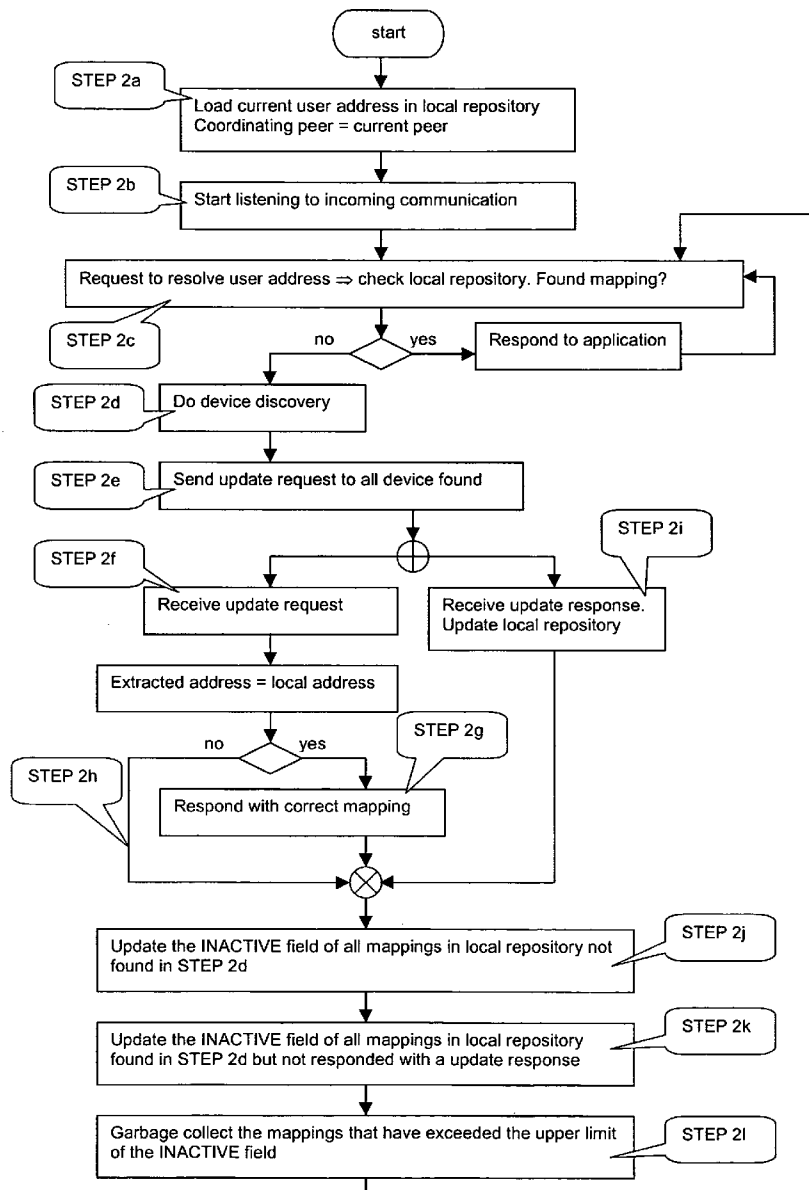 start
STEP 2a
Load current user address in local repository
Coordinating peer = current peer
STEP 2b
Start listening to incoming communication
Request to resolve user address ⇒ check local repository. Found mapping?
STEP 2c
no
yes
Respond to application
STEP 2d
Do device discovery
STEP 2e
Send update request to all device found
STEP 2i
STEP 2f
Receive update request
Receive update response.
Update local repository
Extracted address = local address
STEP 2g
no
yes
STEP 2h
Respond with correct mapping
Update the INACTIVE field of all mappings in local repository not
found in STEP 2d
STEP 2j
Update the INACTIVE field of all mappings in local repository
found in STEP 2d but not responded with a update response
STEP 2k
Garbage collect the mappings that have exceeded the upper limit
of the INACTIVE field
STEP 2l